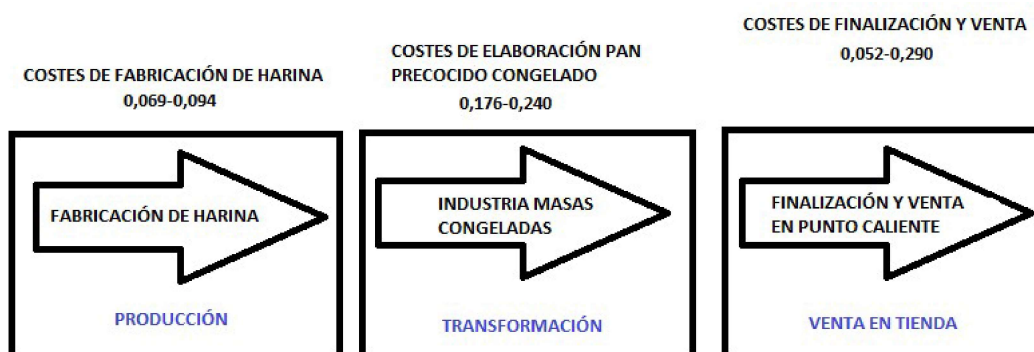 COSTES DE FABRICACIÓN DE HARINA
0,069-0,094
COSTES DE ELABORACIÓN PAN
PRECOCIDO CONGELADO
0,176-0,240
COSTES DE FINALIZACIÓN Y VENTA
0,052-0,290
FABRICACIÓN DE HARINA
PRODUCCIÓN
INDUSTRIA MASAS
CONGELADAS
TRANSFORMACIÓN
FINALIZACIÓN Y VENTA
EN PUNTO CALIENTE
VENTA EN TIENDA